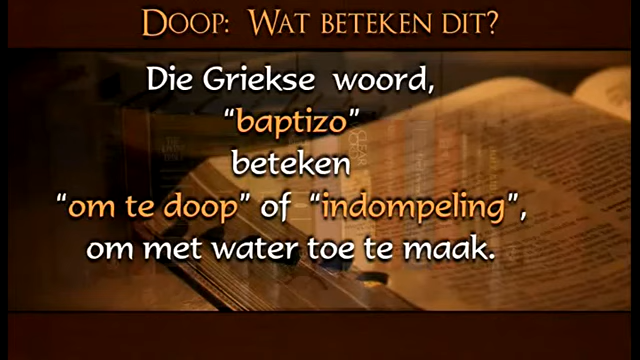 DOOP: WAT BETEKEN DIT?
Die Griekse woord,
“baptizo”
beteken
“om te doop” of “indompeling”,
om met water toe te maak.